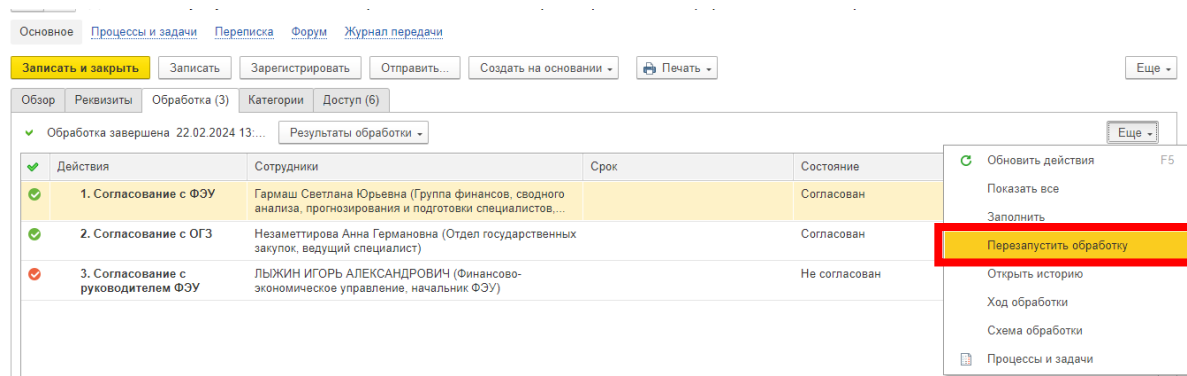 Основное Процессы и задачи Переписка Форум Журнал передачи
Записать и закрыть Записать Зарегистрировать Отправить... Создать на основании Печать Еще
Обзор Реквизиты Обработка (3) Категории Доступ (6)
Обработка завершена 22.02.2024 13:... Результаты обработки Еще
Действия Сотрудники Срок Состояние
1. Согласование с ФЭУ Гармаш Светлана Юрьевна (Группа финансов, сводного Согласован
анализа, прогнозирования и подготовки специалистов,...
2. Согласование с ОГЗ Незаметтирова Анна Германовна (Отдел государственных Согласован
закупок, ведущий специалист)
3. Согласование с ЛЫЖИН ИГОРЬ АЛЕКСАНДРОВИЧ (Финансово- Не согласован
руководителем ФЭУ экономическое управление, начальник ФЭУ)
Обновить действия F5
Показать все
Заполнить
Перезапустить обработку
Открыть историю
Ход обработки
Схема обработки
Процессы и задачи